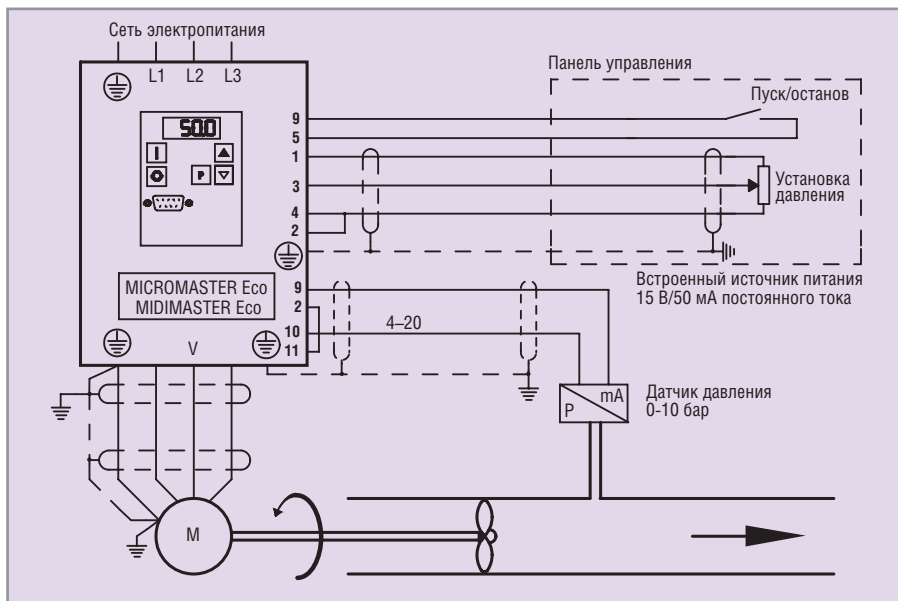 Сеть электропитания
L1 L2 L3
Панель управления
Пуск/останов
50.0
P
9
5
1
3
4
2
Установка
давления
Встроенный источник питания
15 В/50 мА постоянного тока
MICROMASTER Eco
MIDIMASTER Eco
9
2
10
11
4–20
V
mA
P
Датчик давления
0-10 бар
M